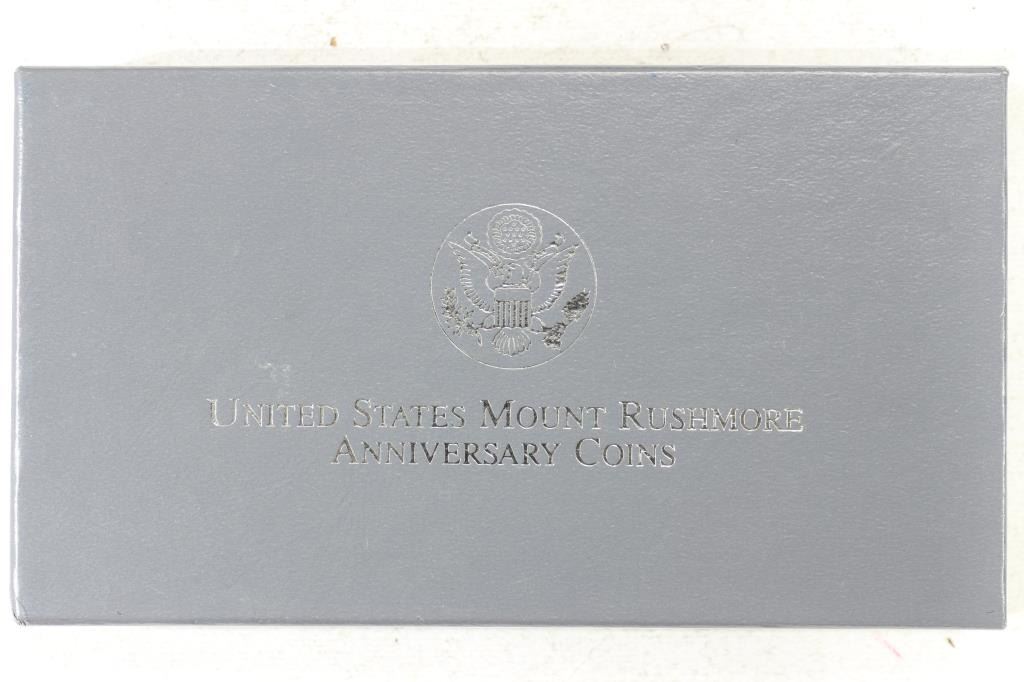 United States Mount Rushmore
Anniversary Coins